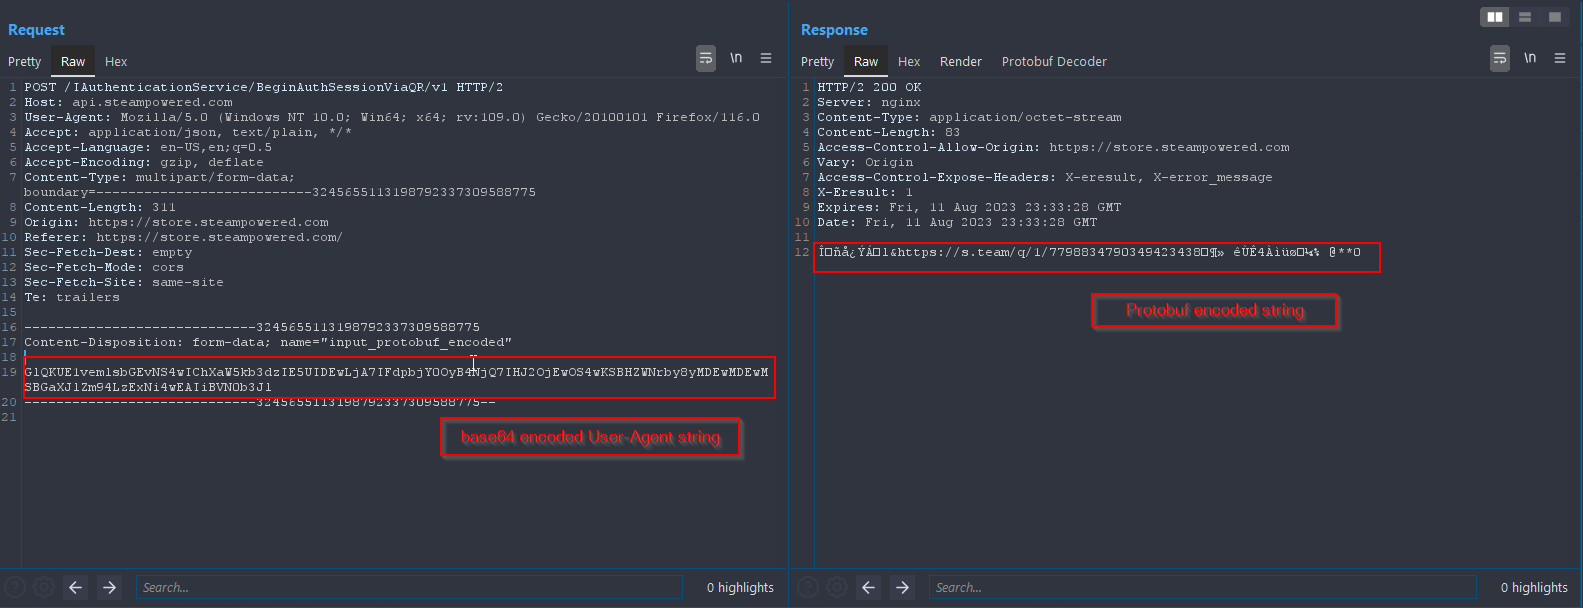 Request
Pretty Raw Hex
\n
1 POST /IAuthenticationService/BeginAuthSessionViaQR/v1 HTTP/2
2 Host: api.steampowered.com
3 User-Agent: Mozilla/5.0 (Windows NT 10.0; Win64; x64; rv:109.0) Gecko/20100101 Firefox/116.0
4 Accept: application/json, text/plain, */*
5 Accept-Language: en-US,en;q=0.5
6 Accept-Encoding: gzip, deflate
7 Content-Type: multipart/form-data;
boundary=---------------------------32456551131987923373095887​75
8 Content-Length: 311
9 Origin: https://store.steampowered.com
10 Referer: https://store.steampowered.com/
11 Sec-Fetch-Dest: empty
12 Sec-Fetch-Mode: cors
13 Sec-Fetch-Site: same-site
14 Te: trailers
15
16 -----------------------------3245655113198792337309588775
17 Content-Disposition: form-data; name="input_protobuf_encoded"
18
19
20 -----------------------------3245655113198792337309588775--
21
base64 encoded User-Agent string
Search...
0 highlights
Response
Pretty Raw Hex Render Protobuf Decoder
\n
1 HTTP/2 200 OK
2 Server: nginx
3 Content-Type: application/octet-stream
4 Content-Length: 83
5 Access-Control-Allow-Origin: https://store.steampowered.com
6 Vary: Origin
7 Access-Control-Expose-Headers: X-eresult, X-error_message
8 X-Eresult: 1
9 Expires: Fri, 11 Aug 2023 23:33:28 GMT
10 Date: Fri, 11 Aug 2023 23:33:28 GMT
11
12 &https://s.team/q/1/7798834790349423438
Protobuf encoded string
Search...
0 highlights